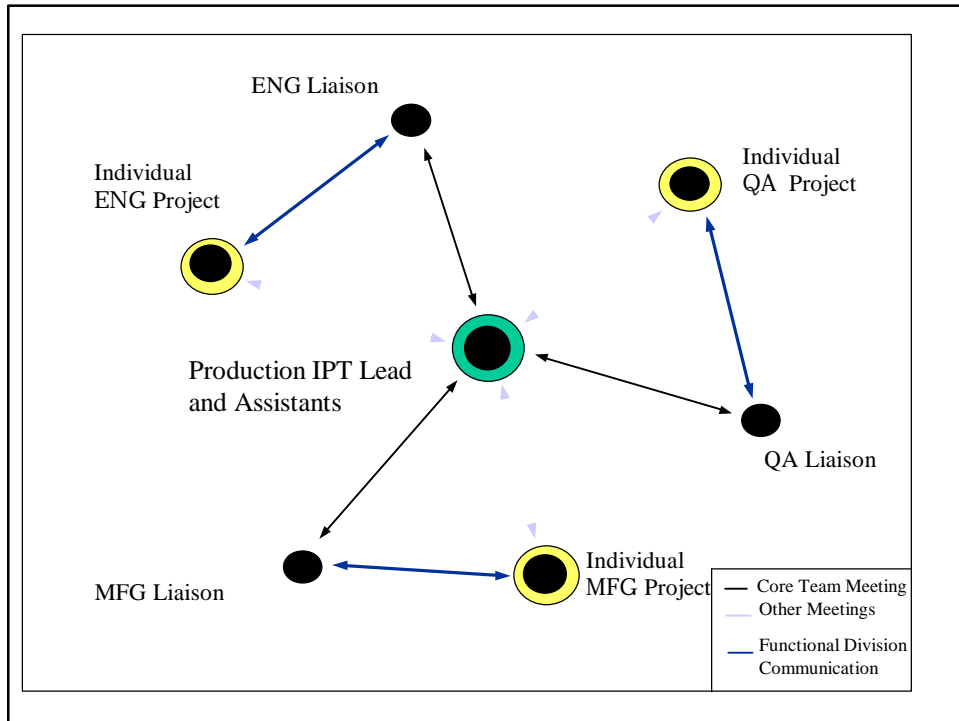 ENG Liaison
Individual
ENG Project
Individual
QA Project
Production IPT Lead
and Assistants
QA Liaison
MFG Liaison
Individual
MFG Project
Core Team Meeting
Other Meetings
Functional Division
Communication